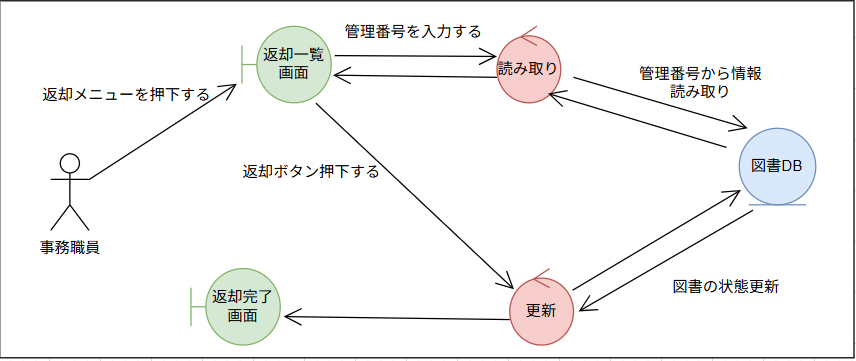 管理番号を入力する
返却一覧
画面
読み取り
管理番号から情報
読み取り
返却メニューを押下する
図書DB
返却ボタン押下する
事務職員
図書の状態更新
返却完了
画面
更新